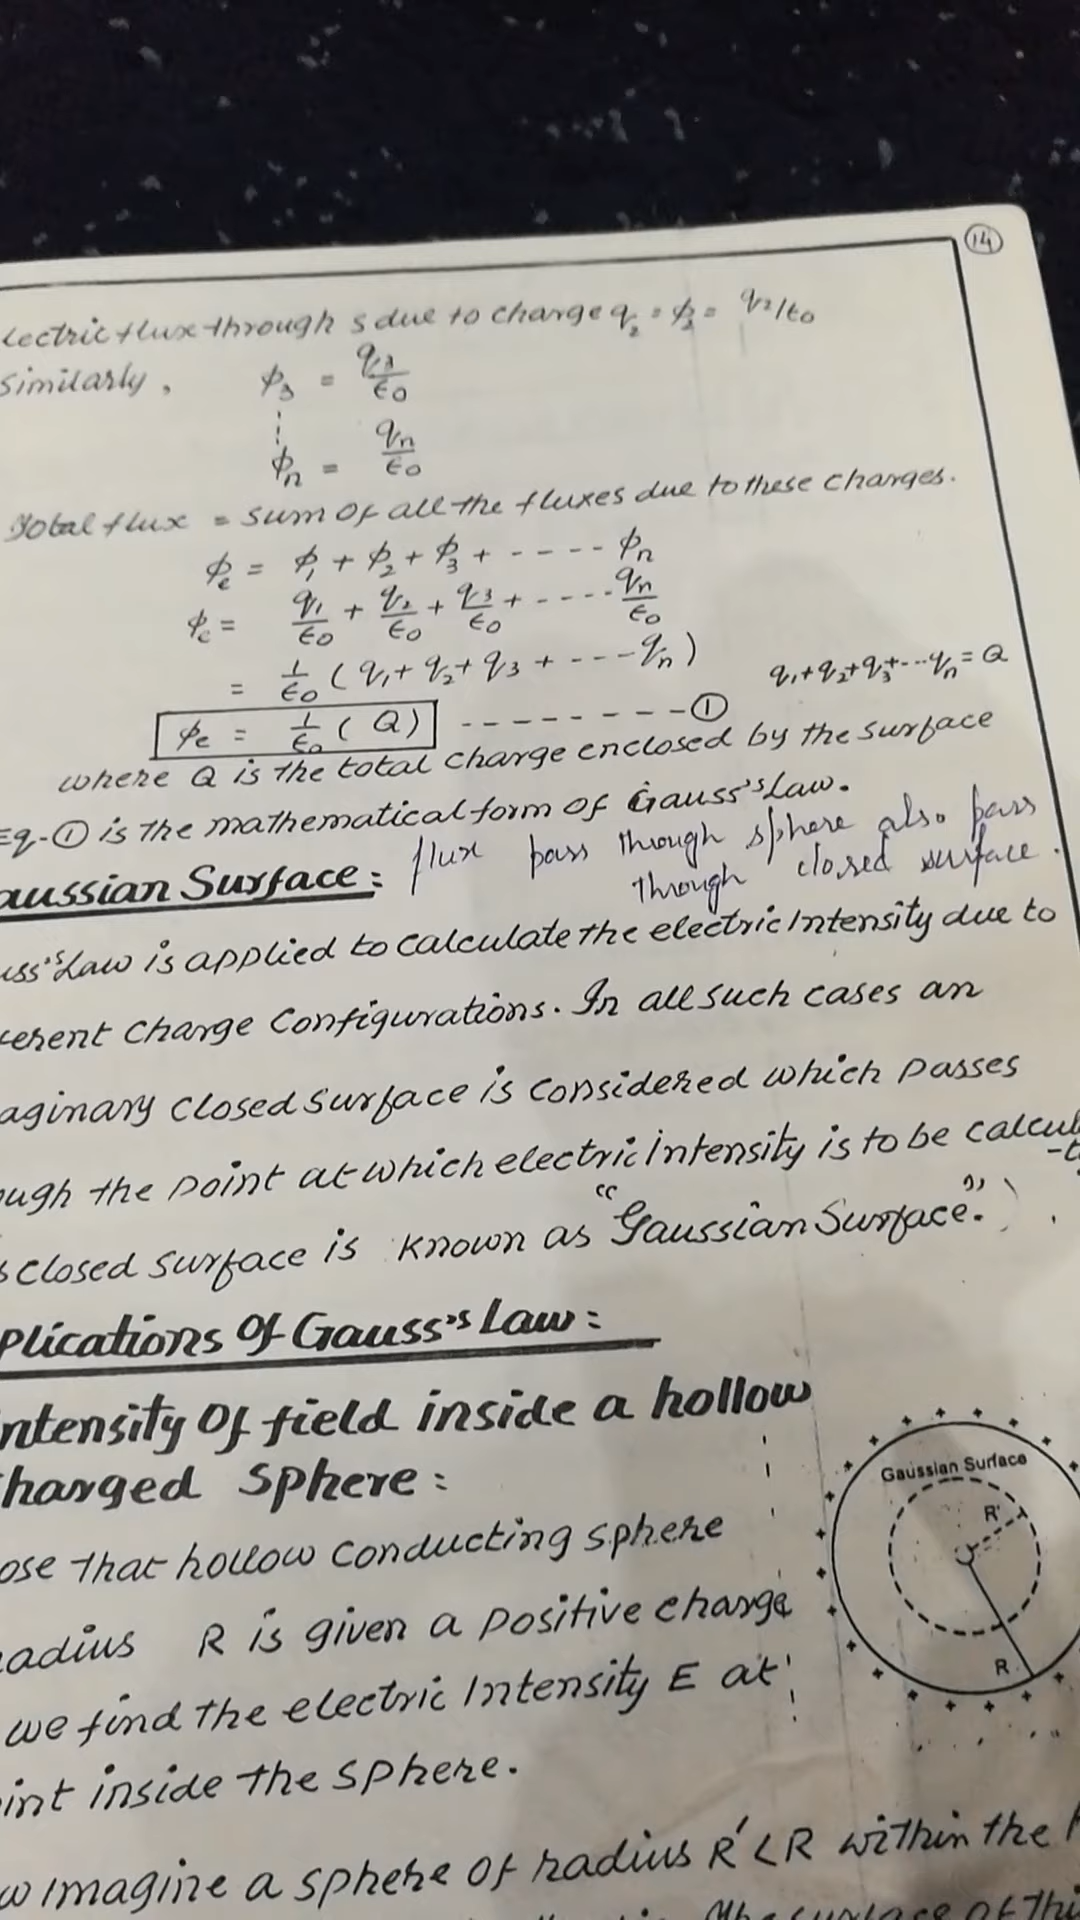 14
lectric flux through s due to charge q₂ = ϕ₂ = q₂/ε₀
Similarly, ϕ₃ = q₃/ε₀
⋮
ϕn = qn/ε₀
Total flux = sum of all the fluxes due to these charges.
ϕe = ϕ₁ + ϕ₂ + ϕ₃ + ----- ϕn
ϕe = q₁/ε₀ + q₂/ε₀ + q₃/ε₀ + ----- qn/ε₀
= 1/ε₀ (q₁ + q₂ + q₃ + --- qn) q₁+q₂+q₃+---qn = Q
ϕe = 1/ε₀ (Q) --------- ①
where Q is the total charge enclosed by the surface
Eq-① is the mathematical form of Gauss's Law.
flux pass through sphere also pass
through closed surface.
aussian Surface:
uss's Law is applied to calculate the electric Intensity due to
ferent Charge Configurations. In all such cases an
aginary closed surface is considered which passes
ough the point at which electric intensity is to be calcul
-t
s closed surface is known as "Gaussian Surface".)
plications Of Gauss's Law:
ntensity Of field inside a hollow
harged Sphere:
Gaussian Surface
R'
R
ose that hollow conducting sphere
radius R is given a positive charge
we find the electric Intensity E at
int inside the sphere.
w imagine a sphere of radius R' < R within the
The surface of thi